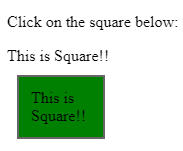 Click on the square below:
This is Square!!
This is
Square!!